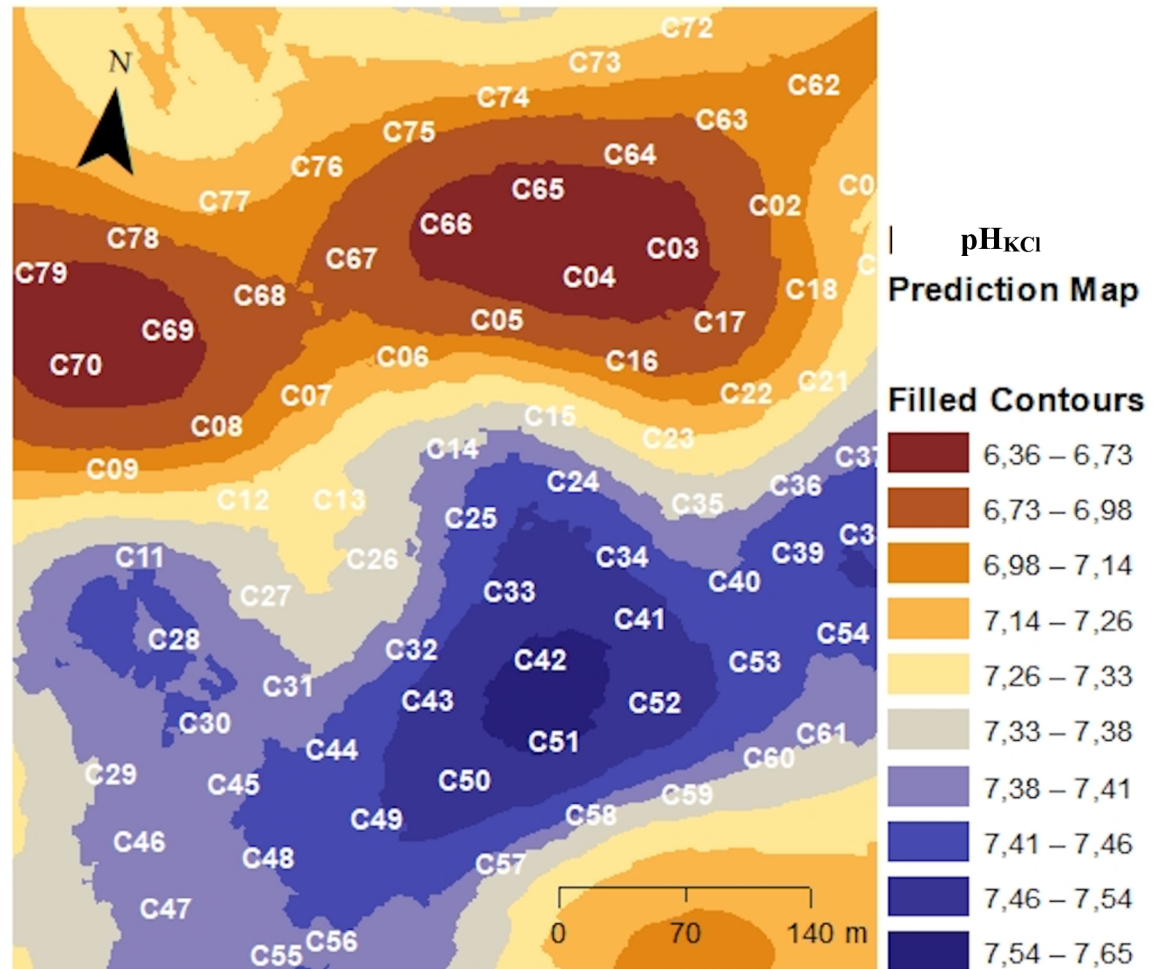 C72
N
C73
C62
C74
C63
C75
C64
C76
C65
C0
C77
C02
C66
C78
pHKCl
C03
C67
C
C79
C04
C18
Prediction Map
C68
C05
C17
C69
C06
C16
C70
C21
C07
C22
Filled Contours
C15
C08
C23
C14
6,36 – 6,73
C37
C09
C24
C36
C12
C13
C35
6,73 – 6,98
C25
C3
C11
C26
C34
C39
6,98 – 7,14
C40
C33
C27
C41
7,14 – 7,26
C54
C28
C32
C42
C53
7,26 – 7,33
C31
C43
C52
C30
7,33 – 7,38
C61
C51
C44
C60
C29
C45
C50
7,38 – 7,41
C59
C58
C49
C46
7,41 – 7,46
C48
C57
7,46 – 7,54
C47
0 70 140 m
C56
C55
7,54 – 7,65